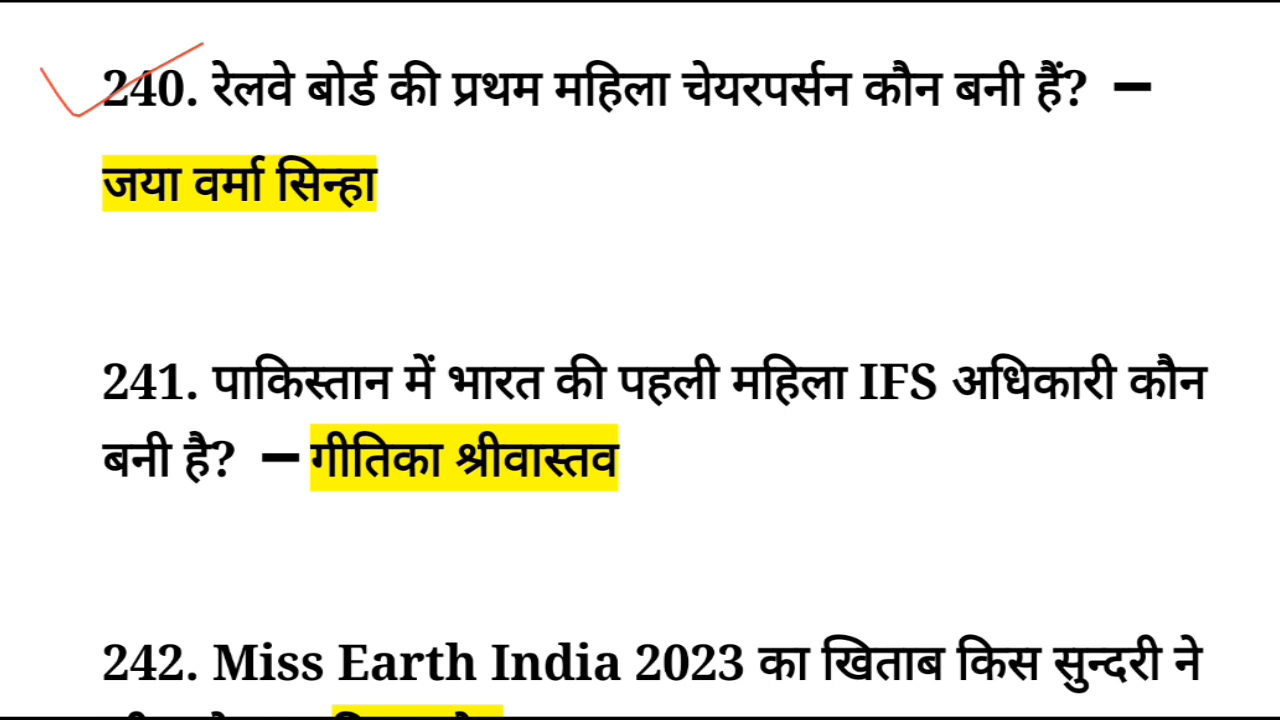 240. रेलवे बोर्ड की प्रथम महिला चेयरपर्सन कौन बनी हैं? –
जया वर्मा सिन्हा
241. पाकिस्तान में भारत की पहली महिला IFS अधिकारी कौन
बनी है? – गीतिका श्रीवास्तव
242. Miss Earth India 2023 का खिताब किस सुन्दरी ने